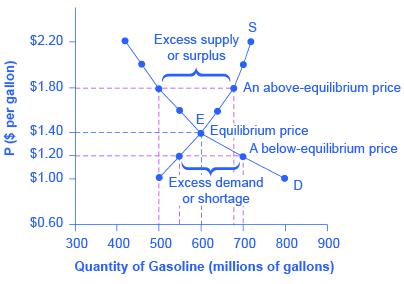 S
$2.20
Excess supply
or surplus
$1.80
An above-equilibrium price
E
$1.40
Equilibrium price
$1.20
A below-equilibrium price
$1.00
Excess demand
or shortage
D
$0.60
P ($ per gallon)
300 400 500 600 700 800 900
Quantity of Gasoline (millions of gallons)